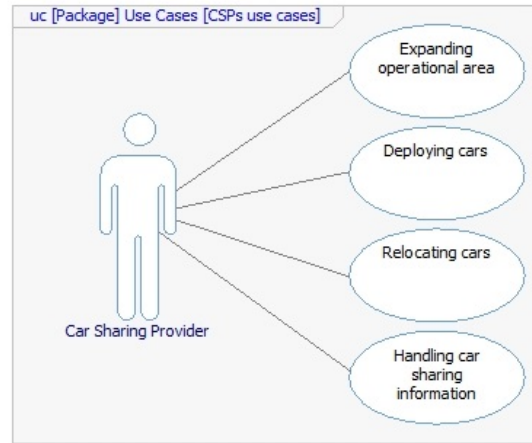 uc [Package] Use Cases [CSPs use cases]
Expanding
operational area
Deploying cars
Relocating cars
Car Sharing Provider
Handling car
sharing
information